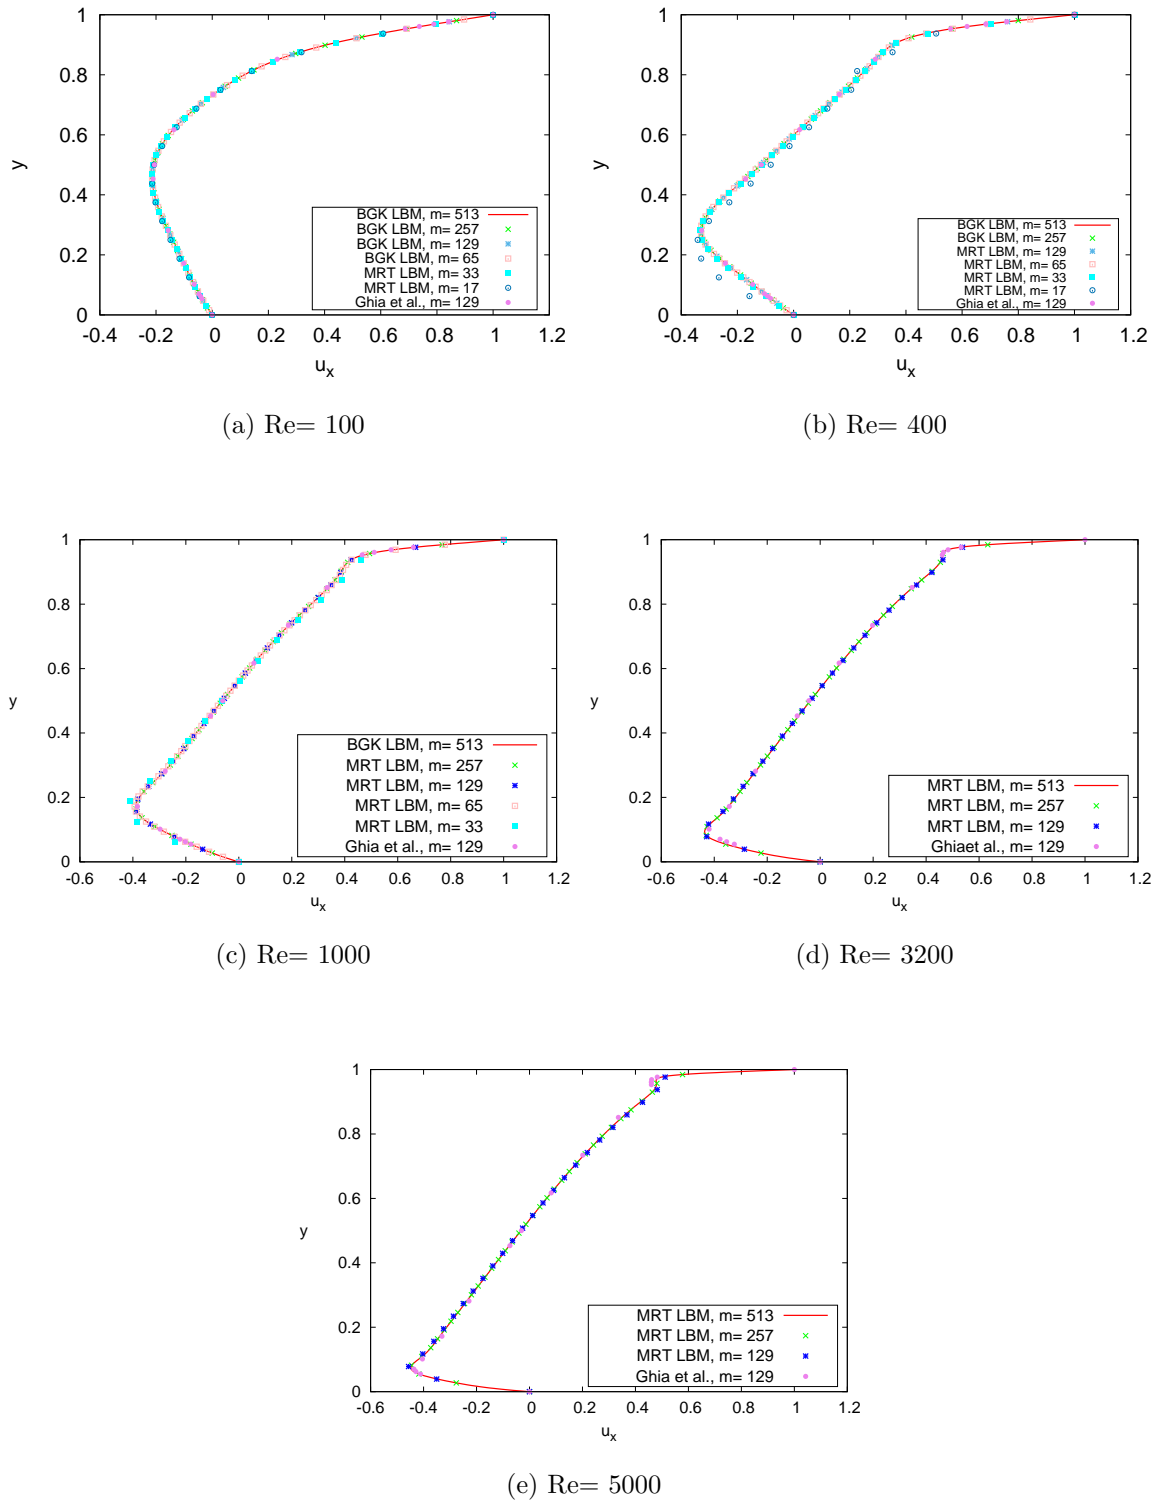 1
0.8
0.6
y
0.4
0.2
0
-0.4 -0.2 0 0.2 0.4 0.6 0.8 1 1.2
u_x
BGK LBM, m= 513
BGK LBM, m= 257
BGK LBM, m= 129
BGK LBM, m= 65
MRT LBM, m= 33
MRT LBM, m= 17
Ghia et al., m= 129
(a) Re= 100
1
0.8
0.6
y
0.4
0.2
0
-0.4 -0.2 0 0.2 0.4 0.6 0.8 1 1.2
u_x
BGK LBM, m= 513
BGK LBM, m= 257
MRT LBM, m= 129
MRT LBM, m= 65
MRT LBM, m= 33
MRT LBM, m= 17
Ghia et al., m= 129
(b) Re= 400
1
0.8
0.6
y
0.4
0.2
0
-0.6 -0.4 -0.2 0 0.2 0.4 0.6 0.8 1 1.2
u_x
BGK LBM, m= 513
MRT LBM, m= 257
MRT LBM, m= 129
MRT LBM, m= 65
MRT LBM, m= 33
Ghia et al., m= 129
(c) Re= 1000
1
0.8
0.6
y
0.4
0.2
0
-0.6 -0.4 -0.2 0 0.2 0.4 0.6 0.8 1 1.2
u_x
MRT LBM, m= 513
MRT LBM, m= 257
MRT LBM, m= 129
Ghiaet al., m= 129
(d) Re= 3200
1
0.8
0.6
y
0.4
0.2
0
-0.6 -0.4 -0.2 0 0.2 0.4 0.6 0.8 1 1.2
u_x
MRT LBM, m= 513
MRT LBM, m= 257
MRT LBM, m= 129
Ghia et al., m= 129
(e) Re= 5000